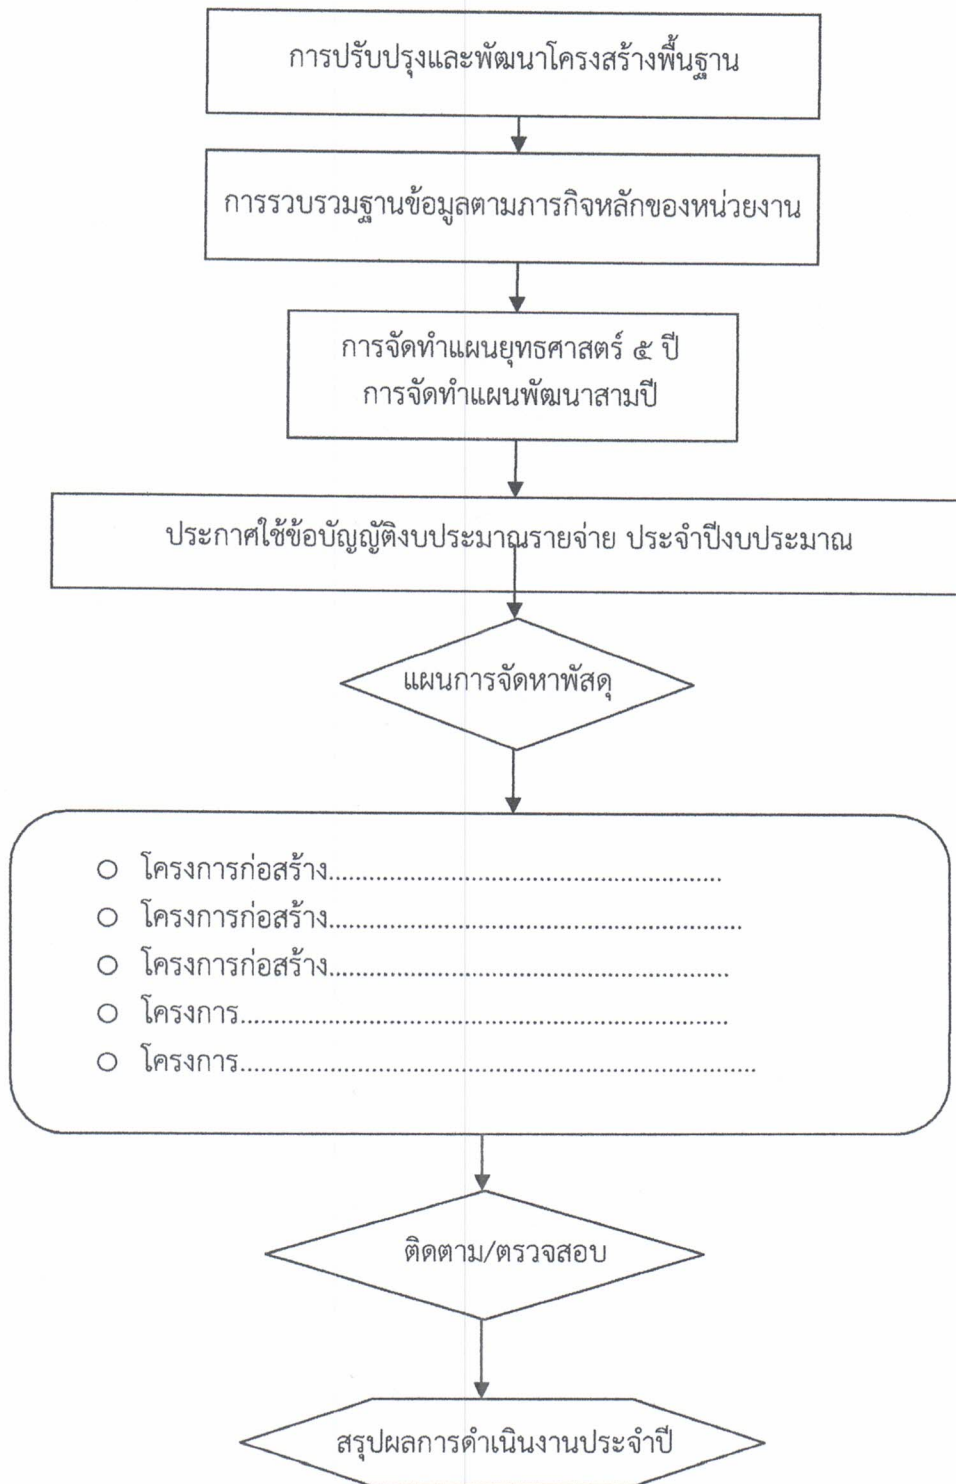 การปรับปรุงและพัฒนาโครงสร้างพื้นฐาน
การรวบรวมฐานข้อมูลตามภารกิจหลักของหน่วยงาน
การจัดทำแผนยุทธศาสตร์ ๕ ปี
การจัดทำแผนพัฒนาสามปี
ประกาศใช้ข้อบัญญัติงบประมาณรายจ่าย ประจำปีงบประมาณ
แผนการจัดหาพัสดุ
โครงการก่อสร้าง..........................................................
โครงการก่อสร้าง.............................................................
โครงการก่อสร้าง...........................................................
โครงการ........................................................................
โครงการ............................................................................
ติดตาม/ตรวจสอบ
สรุปผลการดำเนินงานประจำปี